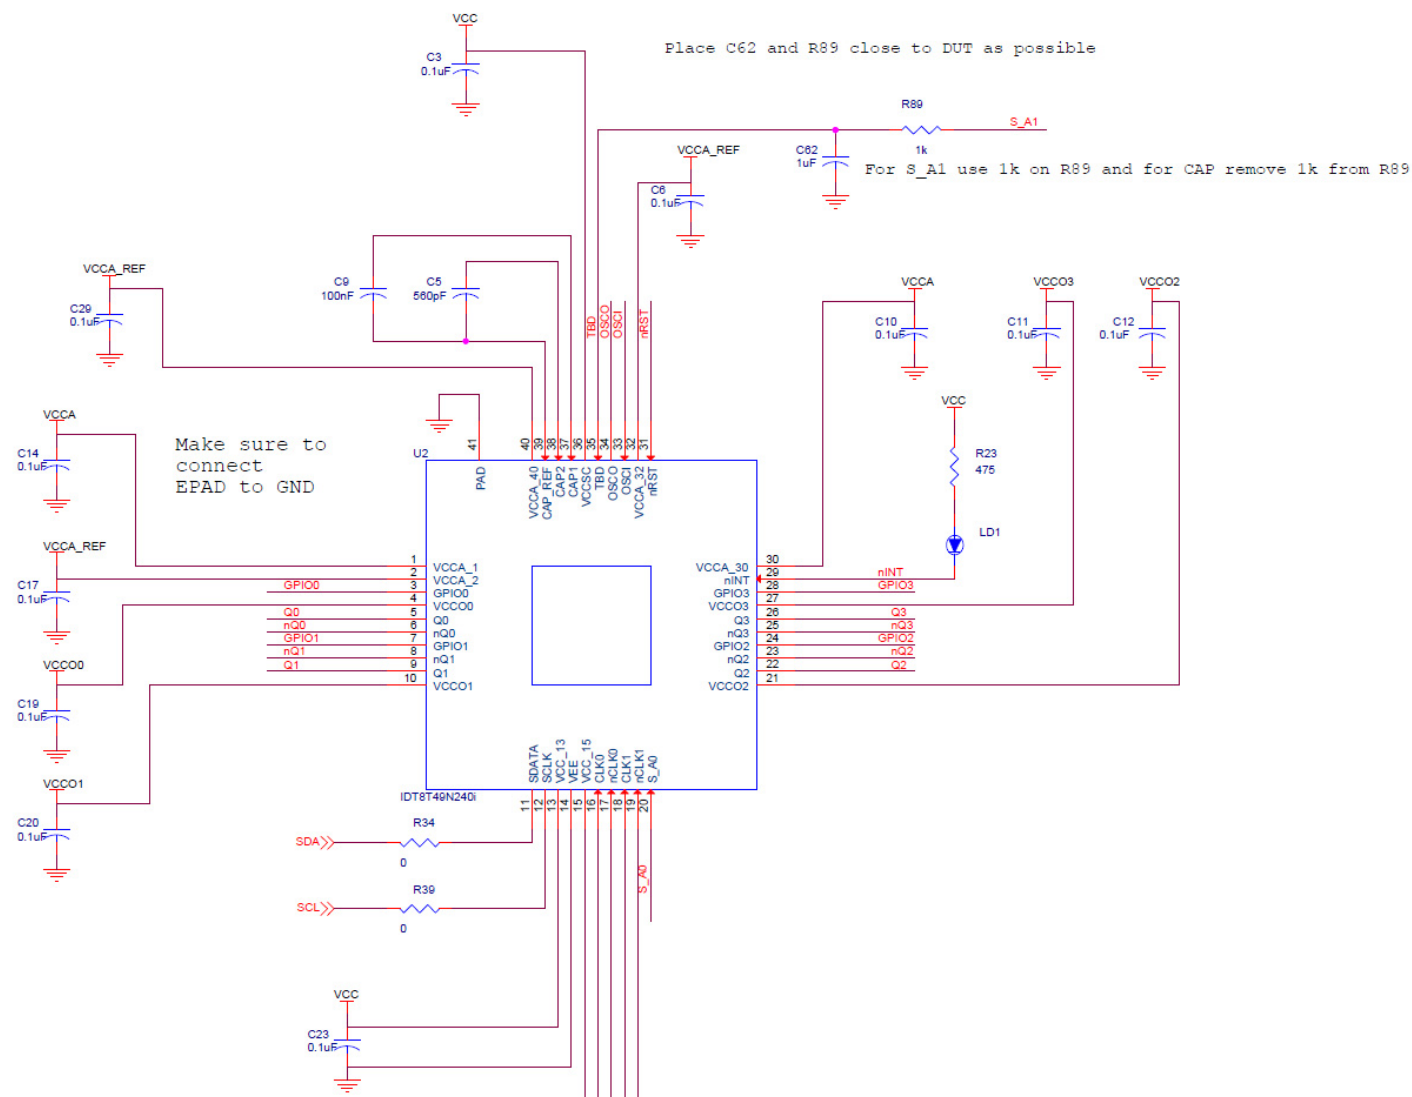 VCC
C3
0.1uF
Place C62 and R89 close to DUT as possible
R89
S_A1
1k
C62
1uF
For S_A1 use 1k on R89 and for CAP remove 1k from R89
VCCA_REF
C6
0.1uF
VCCA_REF
C29
0.1uF
C9
100nF
C5
560pF
TBD
OSCO
OSCI
nRST
VCCA
C10
0.1uF
VCCO3
C11
0.1uF
VCCO2
C12
0.1uF
VCC
R23
475
LD1
VCCA
C14
0.1uF
Make sure to
connect
EPAD to GND
U2
41
40
39
38
37
36
35
34
33
32
31
PAD
VCCA_40
CAP_REF
CAP2
CAP1
VCCSC
TBD
OSCO
OSCI
VCCA_32
nRST
VCCA_REF
C17
0.1uF
1 VCCA_1
2 VCCA_2
GPIO0 3 GPIO0
4 VCCO0
Q0 5 Q0
nQ0 6 nQ0
GPIO1 7 GPIO1
nQ1 8 nQ1
Q1 9 Q1
10 VCCO1
VCCA_30 30
nINT 29 nINT
GPIO3 28 GPIO3
VCCO3 27
Q3 26 Q3
nQ3 25 nQ3
GPIO2 24 GPIO2
nQ2 23 nQ2
Q2 22 Q2
VCCO2 21
VCCO0
C19
0.1uF
VCCO1
C20
0.1uF
SDATA
SCLK
VCC_13
VEE
VCC_15
CLK0
nCLK0
CLK1
nCLK1
S_A0
IDT8T49N240i
11
12
13
14
15
16
17
18
19
20
R34
SDA
0
R39
SCL
0
S_A0
VCC
C23
0.1uF